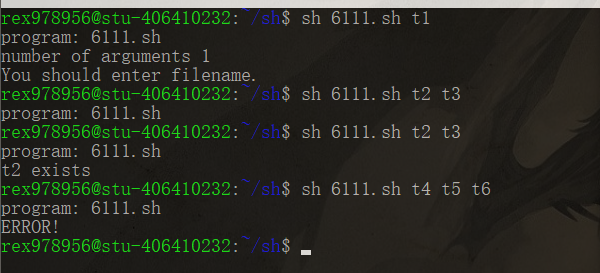 rex978956@stu-406410232:~/sh$ sh 6111.sh t1
program: 6111.sh
number of arguments 1
You should enter filename.
rex978956@stu-406410232:~/sh$ sh 6111.sh t2 t3
program: 6111.sh
rex978956@stu-406410232:~/sh$ sh 6111.sh t2 t3
program: 6111.sh
t2 exists
rex978956@stu-406410232:~/sh$ sh 6111.sh t4 t5 t6
program: 6111.sh
ERROR!
rex978956@stu-406410232:~/sh$